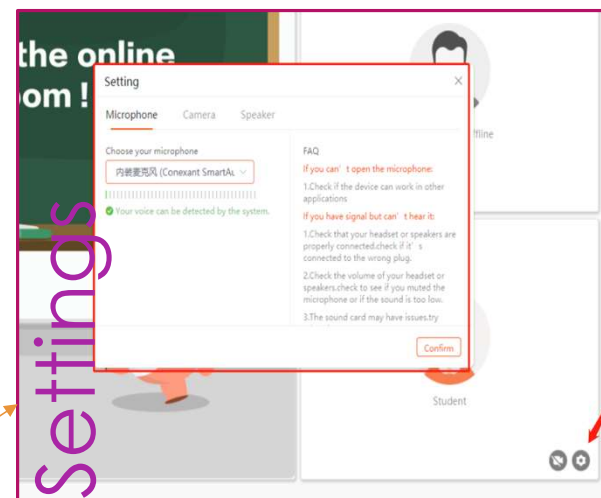 the online
om !
Setting
Microphone Camera Speaker
Choose your microphone
内装麦克风 (Conexant SmartAu
Your voice can be detected by the system.
FAQ
If you can' t open the microphone:
1.Check if the device can work in other
applications
If you have signal but can' t hear it:
1.Check that your headset or speakers are
properly connected.check if it' s
connected to the wrong plug.
2.Check the volume of your headset or
speakers.check to see if you muted the
microphone or if the sound is too low.
3.The sound card may have issues.try
Confirm
ffline
Student
Settings